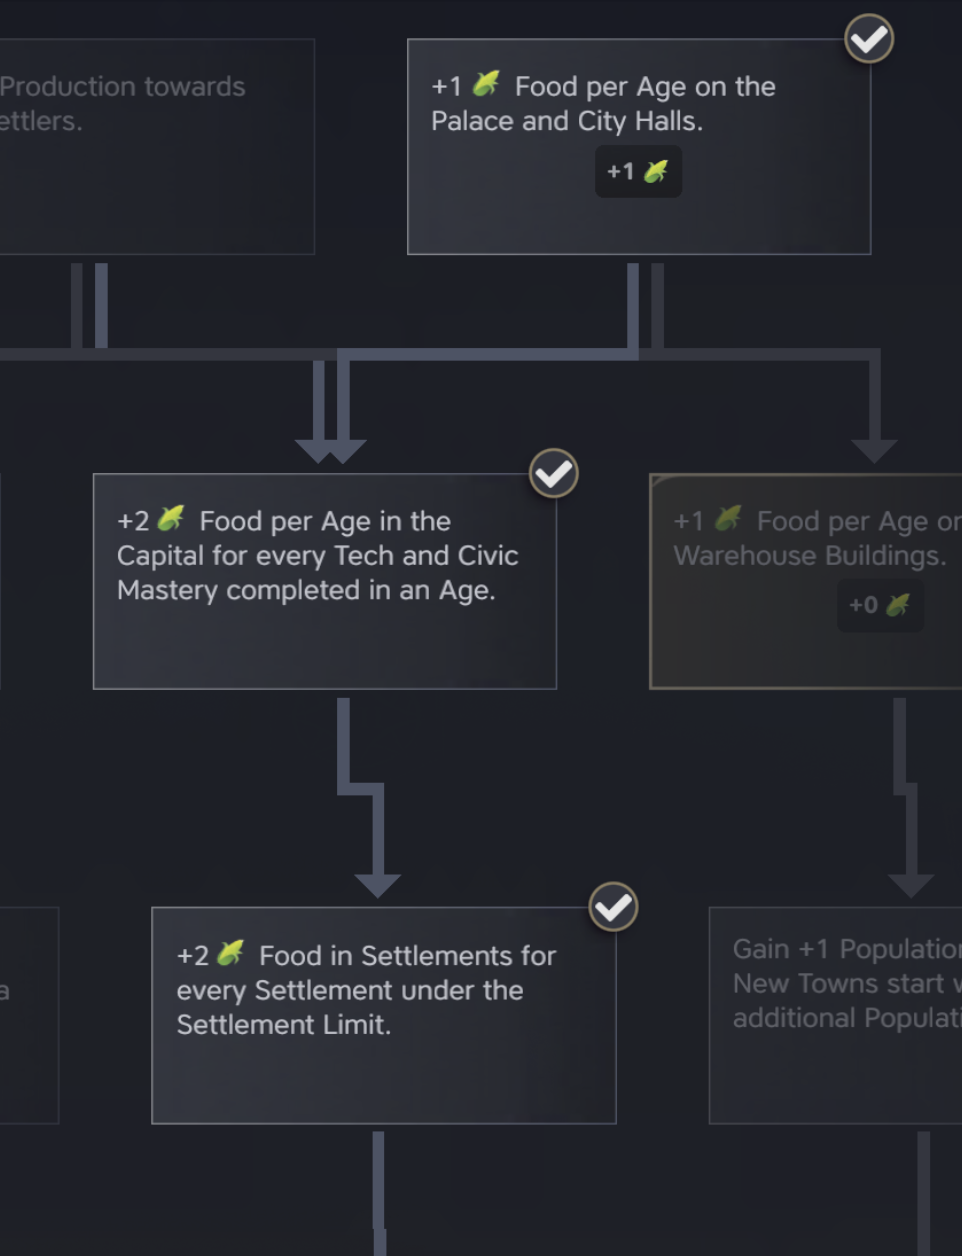 Production towards
ettlers.
+1 Food per Age on the
Palace and City Halls.
+1
+2 Food per Age in the
Capital for every Tech and Civic
Mastery completed in an Age.
+1 Food per Age or
Warehouse Buildings.
+0
a
+2 Food in Settlements for
every Settlement under the
Settlement Limit.
Gain +1 Population
New Towns start w
additional Populati